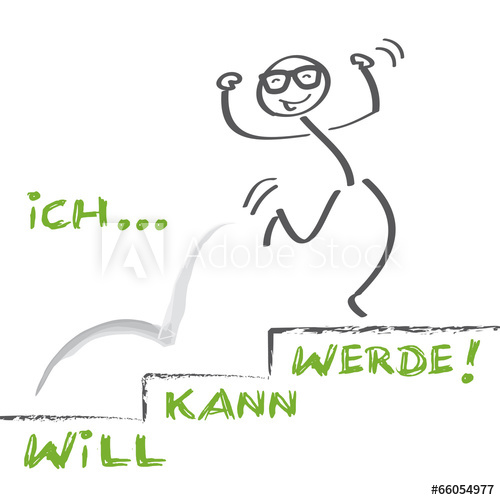 iCH...
WERDE!
KANN
WiLL
Adobe Stock
#66054977